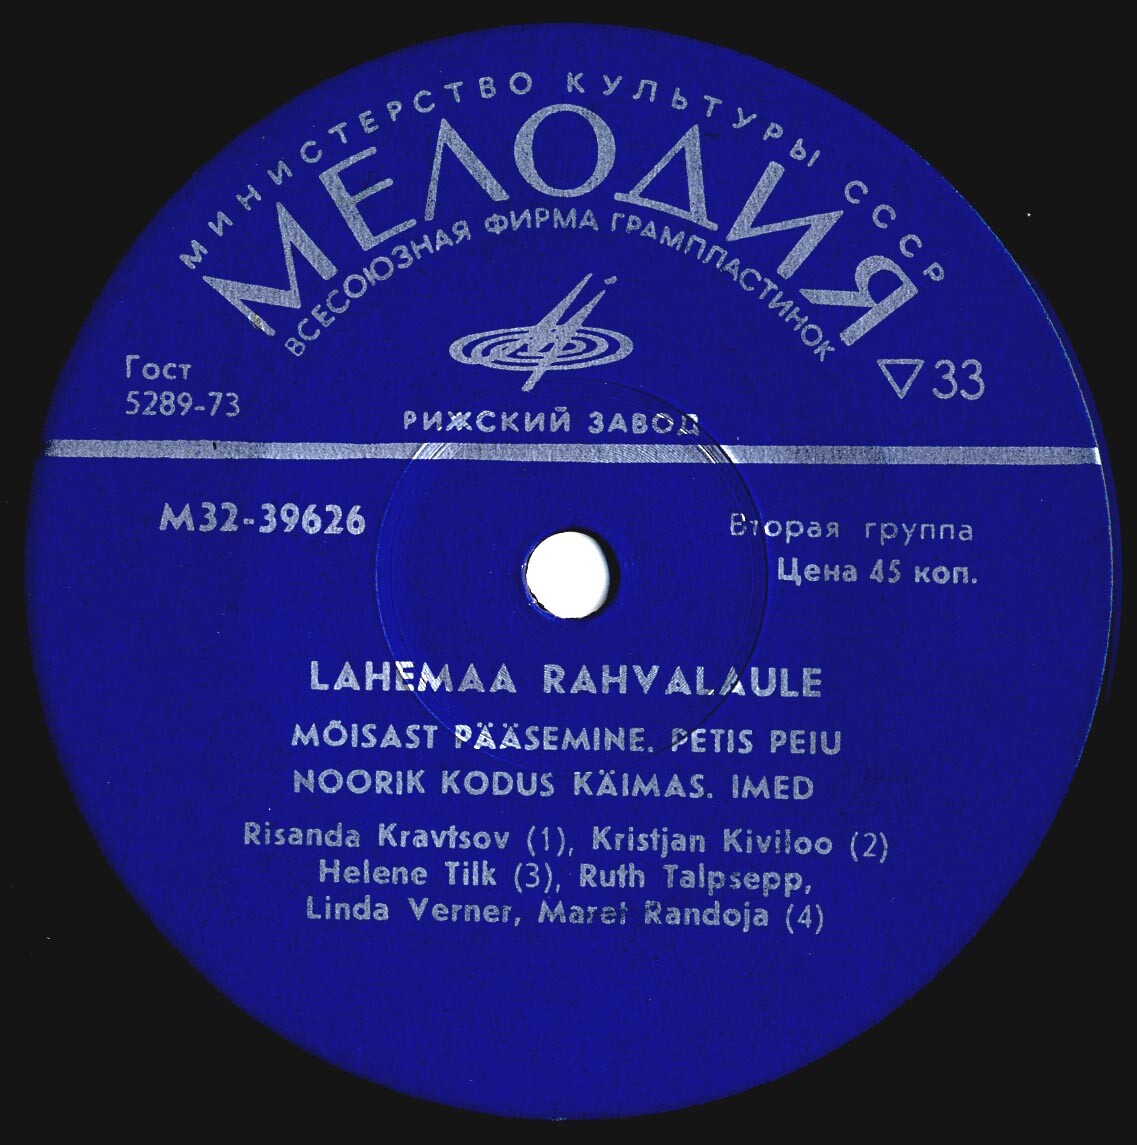 МИНИСТЕРСТВО КУЛЬТУРЫ СССР
МЕЛОДИЯ
ВСЕСОЮЗНАЯ ФИРМА ГРАМПЛАСТИНОК
Гост
5289-73
▽33
РИЖСКИЙ ЗАВОД
М32-39626
Вторая группа
Цена 45 коп.
LAHEMAA RAHVALAULE
MÕISAST PÄÄSEMINE. PETIS PEIU
NOORIK KODUS KÄIMAS. IMED
Risanda Kravtsov (1), Kristjan Kiviloo (2)
Helene Tilk (3), Ruth Talpsepp,
Linda Verner, Maret Randoja (4)